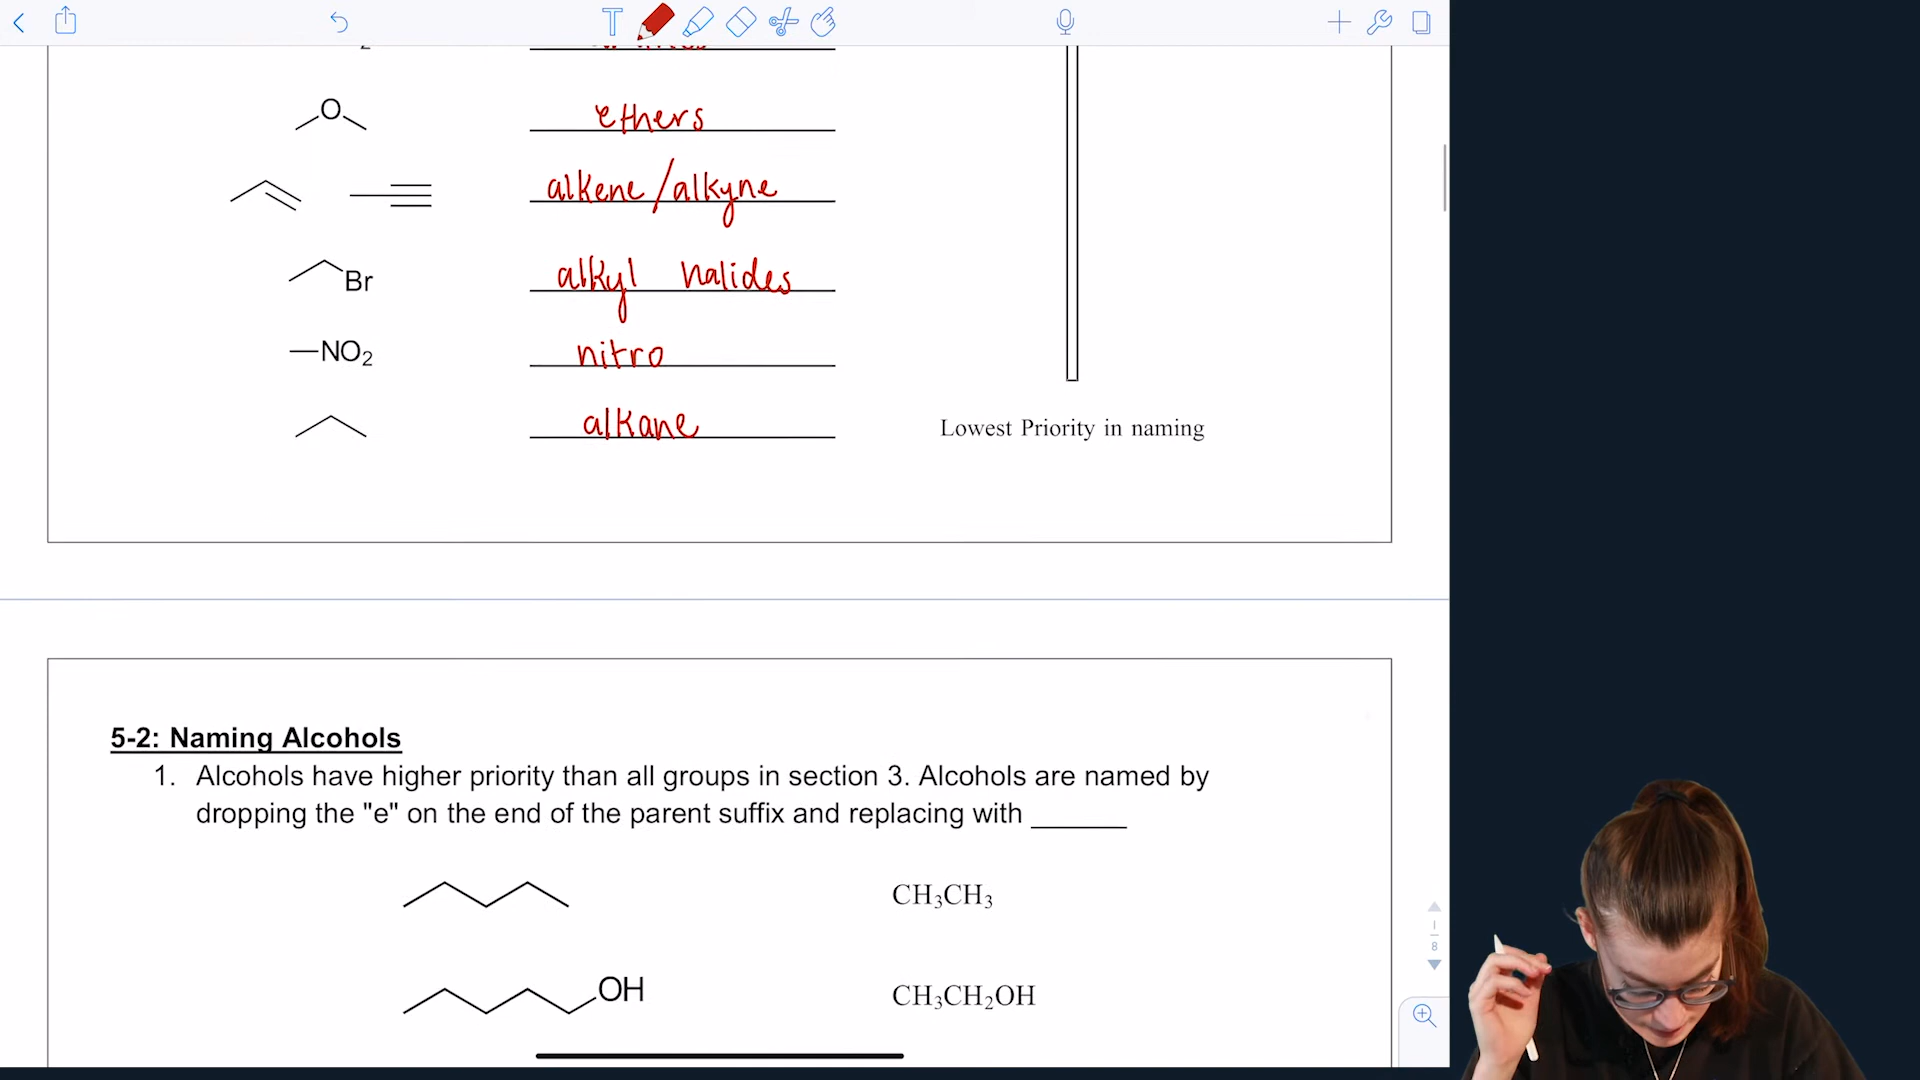 T
O
ethers
alkene/alkyne
Br
alkyl halides
—NO₂
nitro
alkane
Lowest Priority in naming
5-2: Naming Alcohols
1. Alcohols have higher priority than all groups in section 3. Alcohols are named by
dropping the "e" on the end of the parent suffix and replacing with _______
CH₃CH₃
OH
CH₃CH₂OH
1
8